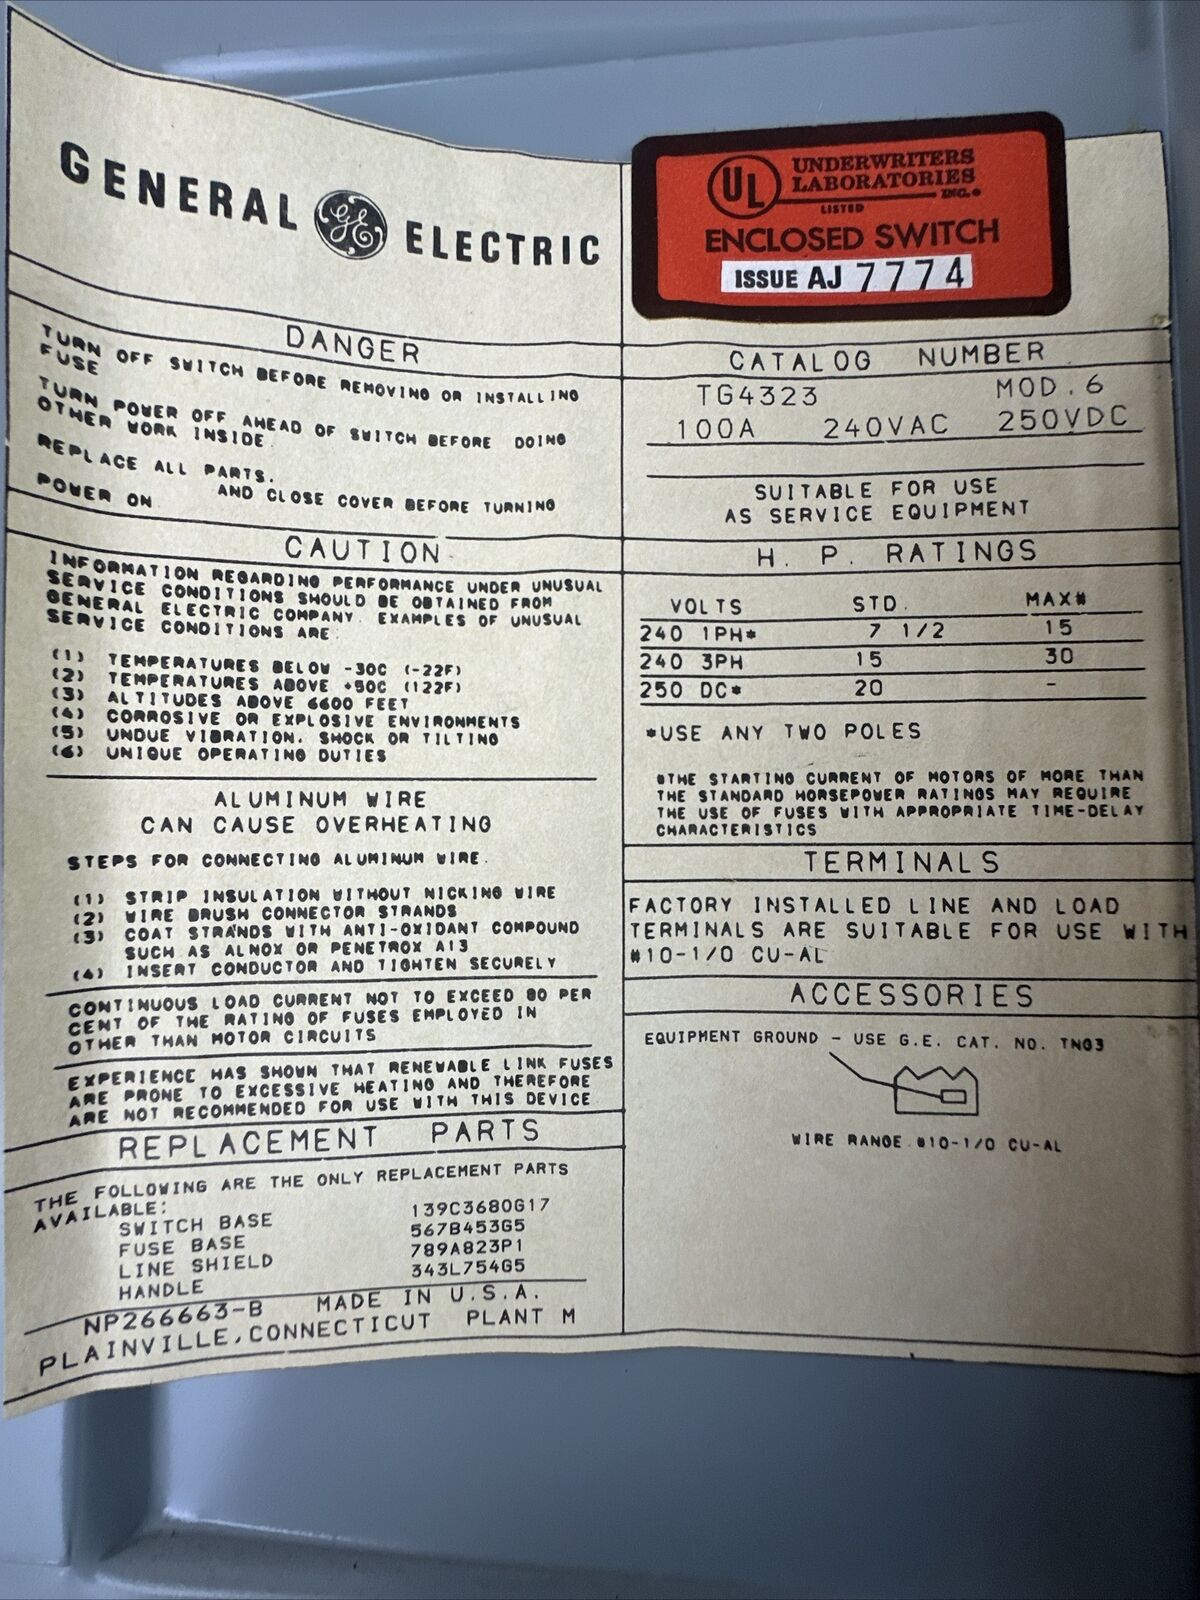 GENERAL GE ELECTRIC
DANGER
TURN OFF SWITCH BEFORE REMOVING OR INSTALLING
FUSE
TURN POWER OFF AHEAD OF SWITCH BEFORE DOING
OTHER WORK INSIDE
REPLACE ALL PARTS.
AND CLOSE COVER BEFORE TURNING
POWER ON
CAUTION
INFORMATION REGARDING PERFORMANCE UNDER UNUSUAL
SERVICE CONDITIONS SHOULD BE OBTAINED FROM
GENERAL ELECTRIC COMPANY. EXAMPLES OF UNUSUAL
SERVICE CONDITIONS ARE:
(1) TEMPERATURES BELOW -30C (-22F)
(2) TEMPERATURES ABOVE +50C (122F)
(3) ALTITUDES ABOVE 6600 FEET
(4) CORROSIVE OR EXPLOSIVE ENVIRONMENTS
(5) UNDUE VIBRATION. SHOCK OR TILTING
(6) UNIQUE OPERATING DUTIES
ALUMINUM WIRE
CAN CAUSE OVERHEATING
STEPS FOR CONNECTING ALUMINUM WIRE.
(1) STRIP INSULATION WITHOUT NICKING WIRE
(2) WIRE BRUSH CONNECTOR STRANDS
(3) COAT STRANDS WITH ANTI-OXIDANT COMPOUND
SUCH AS ALNOX OR PENETROX A13
(4) INSERT CONDUCTOR AND TIGHTEN SECURELY
CONTINUOUS LOAD CURRENT NOT TO EXCEED 80 PER
CENT OF THE RATING OF FUSES EMPLOYED IN
OTHER THAN MOTOR CIRCUITS
EXPERIENCE HAS SHOWN THAT RENEWABLE LINK FUSES
ARE PRONE TO EXCESSIVE HEATING AND THEREFORE
ARE NOT RECOMMENDED FOR USE WITH THIS DEVICE
REPLACEMENT PARTS
THE FOLLOWING ARE THE ONLY REPLACEMENT PARTS
AVAILABLE:
SWITCH BASE 139C3680G17
FUSE BASE 567B453G5
LINE SHIELD 789A823P1
HANDLE 343L754G5
NP266663-B MADE IN U.S.A.
PLAINVILLE, CONNECTICUT PLANT M
UL UNDERWRITERS
LABORATORIES
INC.®
LISTED
ENCLOSED SWITCH
ISSUE AJ 7774
CATALOG NUMBER
TG4323 MOD.6
100A 240VAC 250VDC
SUITABLE FOR USE
AS SERVICE EQUIPMENT
H. P. RATINGS
VOLTS STD. MAX#
240 1PH* 7 1/2 15
240 3PH 15 30
250 DC* 20 -
*USE ANY TWO POLES
#THE STARTING CURRENT OF MOTORS OF MORE THAN
THE STANDARD HORSEPOWER RATINGS MAY REQUIRE
THE USE OF FUSES WITH APPROPRIATE TIME-DELAY
CHARACTERISTICS
TERMINALS
FACTORY INSTALLED LINE AND LOAD
TERMINALS ARE SUITABLE FOR USE WITH
#10-1/0 CU-AL
ACCESSORIES
EQUIPMENT GROUND - USE G.E. CAT. NO. TNG3
WIRE RANGE #10-1/0 CU-AL